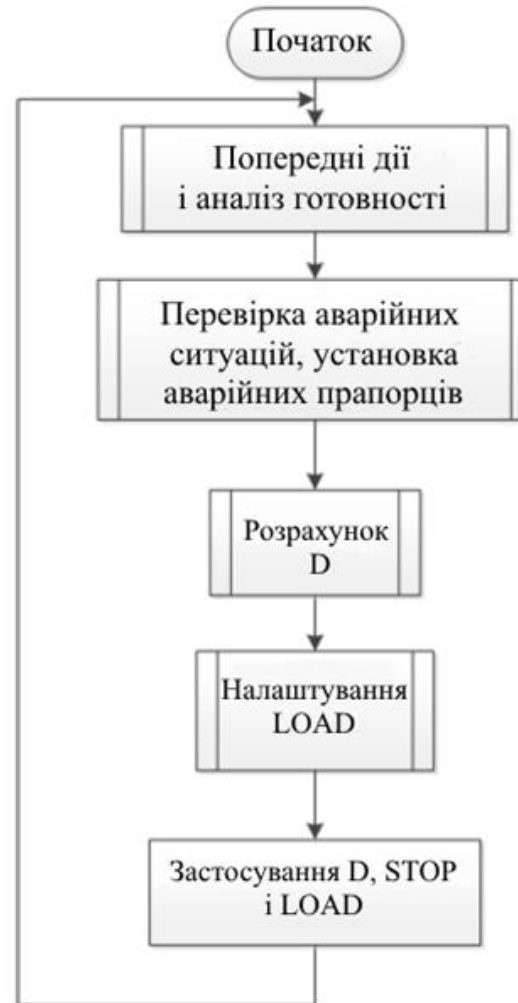 Початок
Попередні дії
і аналіз готовності
Перевірка аварійних
ситуацій, установка
аварійних прапорців
Розрахунок
D
Налаштування
LOAD
Застосування D, STOP
і LOAD